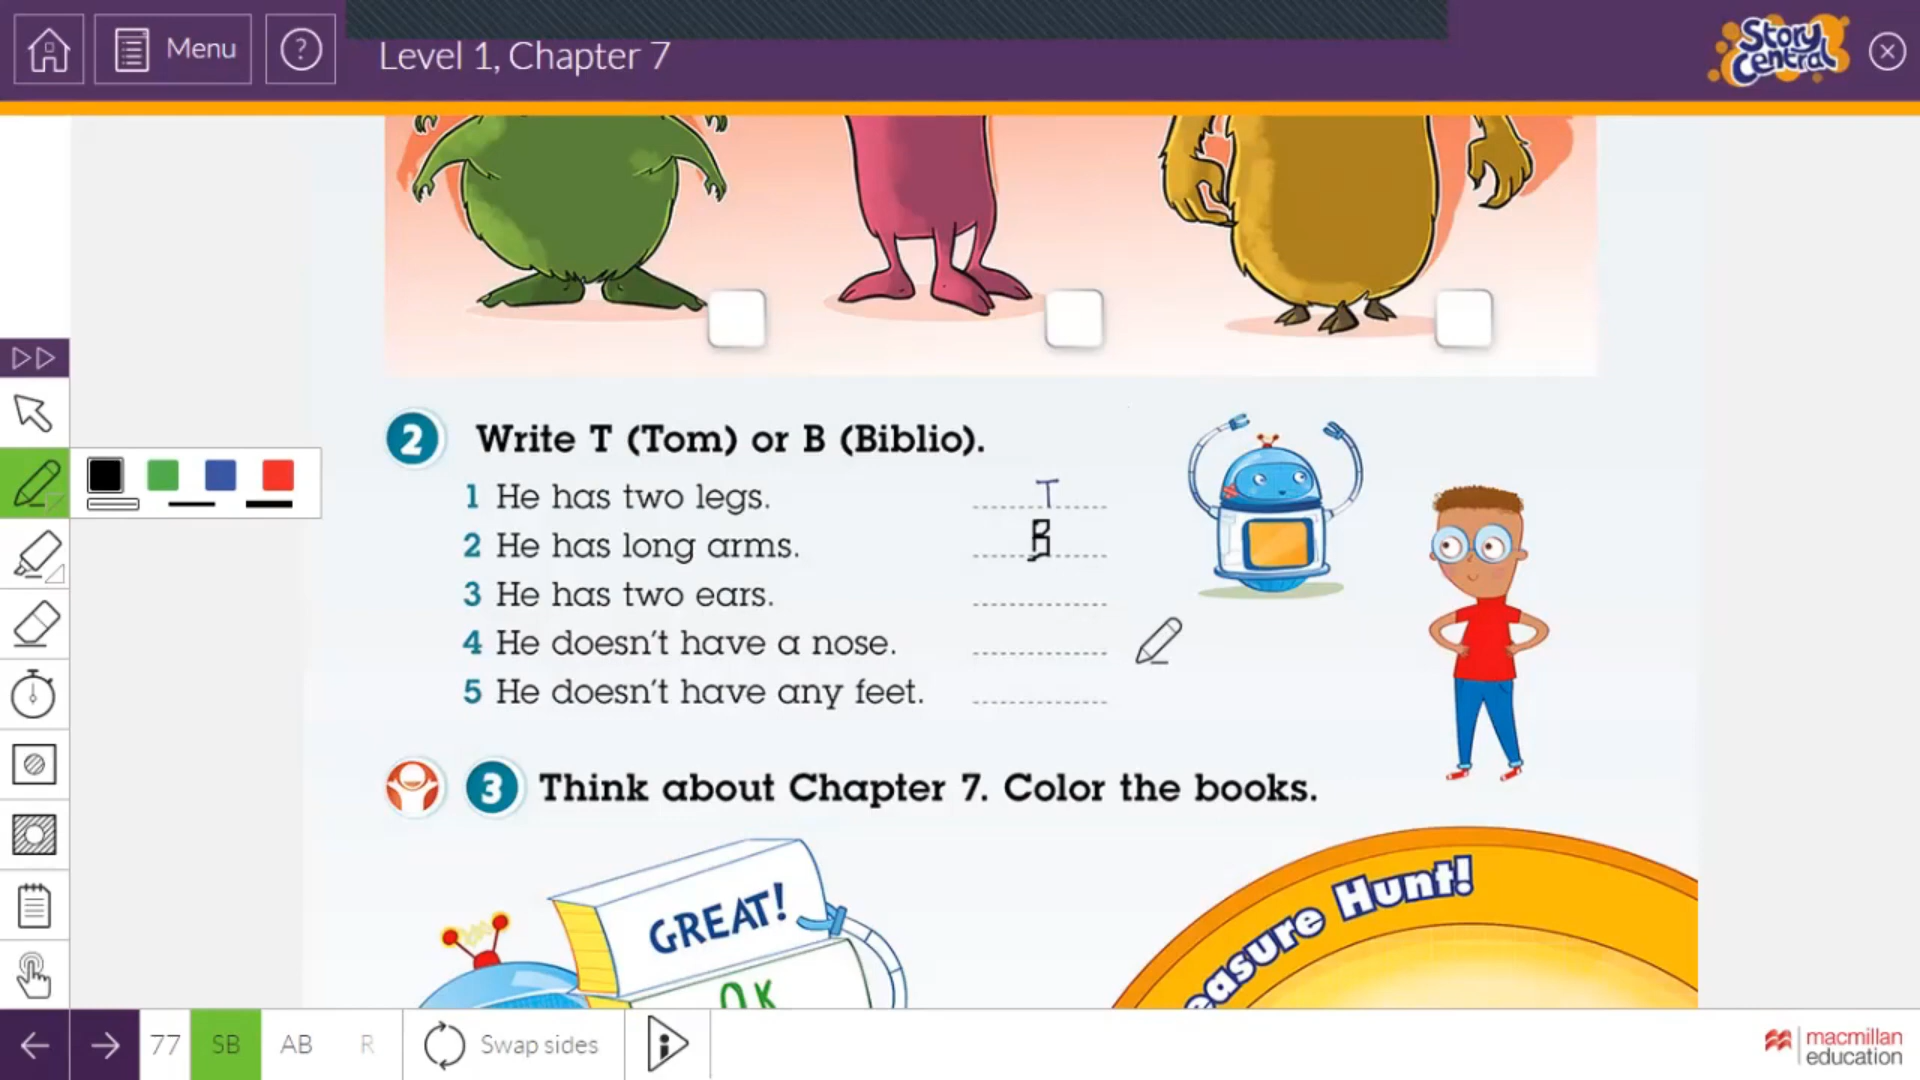 Menu
?
Level 1, Chapter 7
Story Central
2 Write T (Tom) or B (Biblio).
1 He has two legs. T
2 He has long arms. B
3 He has two ears.
4 He doesn't have a nose.
5 He doesn't have any feet.
3 Think about Chapter 7. Color the books.
GREAT!
OK
easure Hunt!
77
SB
AB
R
Swap sides
macmillan
education